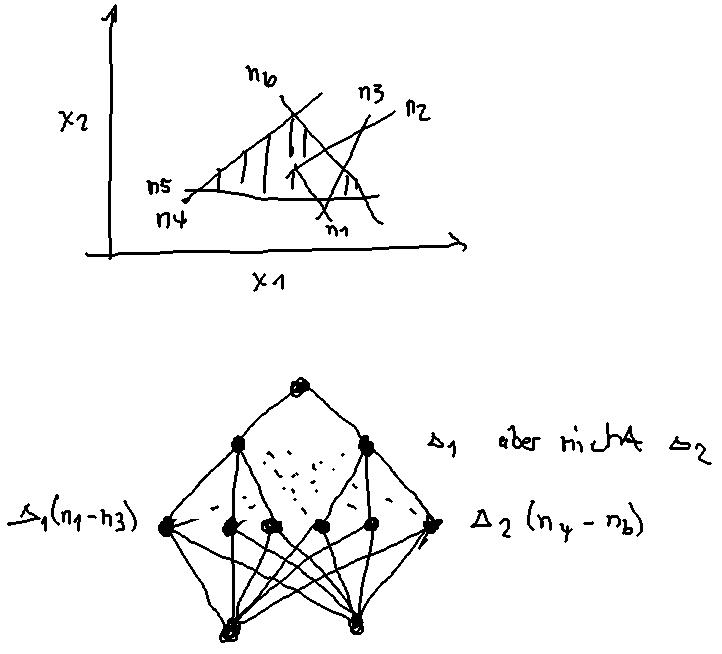 n6
n3
n2
x2
n5
n4
n1
x1
Δ1 aber nicht Δ2
Δ1(n1-n3)
Δ2 (n4 - n6)